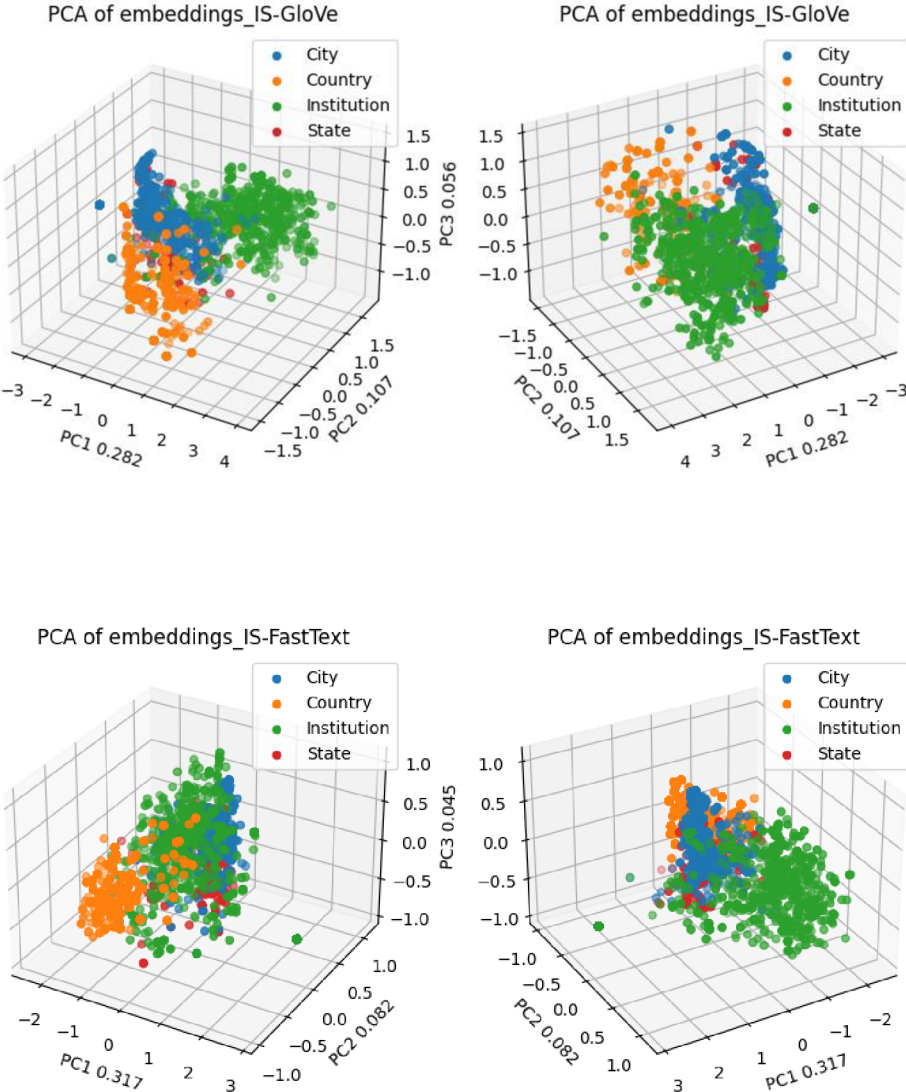 PCA of embeddings_IS-GloVe
City
Country
Institution
State
1.5
1.0
0.5
0.0
−0.5
−1.0
PC3 0.056
−3
−2
−1
0
1
2
3
4
PC1 0.282
−1.5
−1.0
−0.5
0.0
0.5
1.0
1.5
PC2 0.107
PCA of embeddings_IS-GloVe
City
Country
Institution
State
1.5
1.0
0.5
0.0
−0.5
−1.0
−1.5
−1.0
−0.5
0.0
0.5
1.0
1.5
PC2 0.107
4
3
2
1
0
−1
−2
−3
PC1 0.282
PCA of embeddings_IS-FastText
City
Country
Institution
State
1.0
0.5
0.0
−0.5
−1.0
PC3 0.045
−2
−1
0
1
2
3
PC1 0.317
−1.0
−0.5
0.0
0.5
1.0
PC2 0.082
PCA of embeddings_IS-FastText
City
Country
Institution
State
1.0
0.5
0.0
−0.5
−1.0
−1.0
−0.5
0.0
0.5
1.0
PC2 0.082
3
2
1
0
−1
−2
PC1 0.317